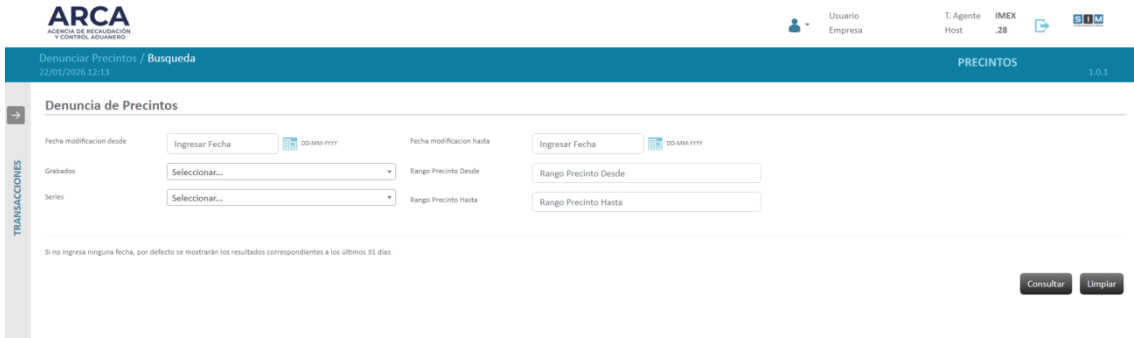 ARCA
AGENCIA DE RECAUDACIÓN
Y CONTROL ADUANERO
Usuario
Empresa
T. Agente IMEX
Host .28
SIM
Denunciar Precintos / Busqueda
22/01/2026 12:13
PRECINTOS
1.0.1
TRANSACCIONES
Denuncia de Precintos
Fecha modificacion desde Ingresar Fecha DD-MM-YYYY Fecha modificacion hasta Ingresar Fecha DD-MM-YYYY
Grabados Seleccionar... Rango Precinto Desde Rango Precinto Desde
Series Seleccionar... Rango Precinto Hasta Rango Precinto Hasta
Si no ingresa ninguna fecha, por defecto se mostrarán los resultados correspondientes a los últimos 31 días.
Consultar Limpiar